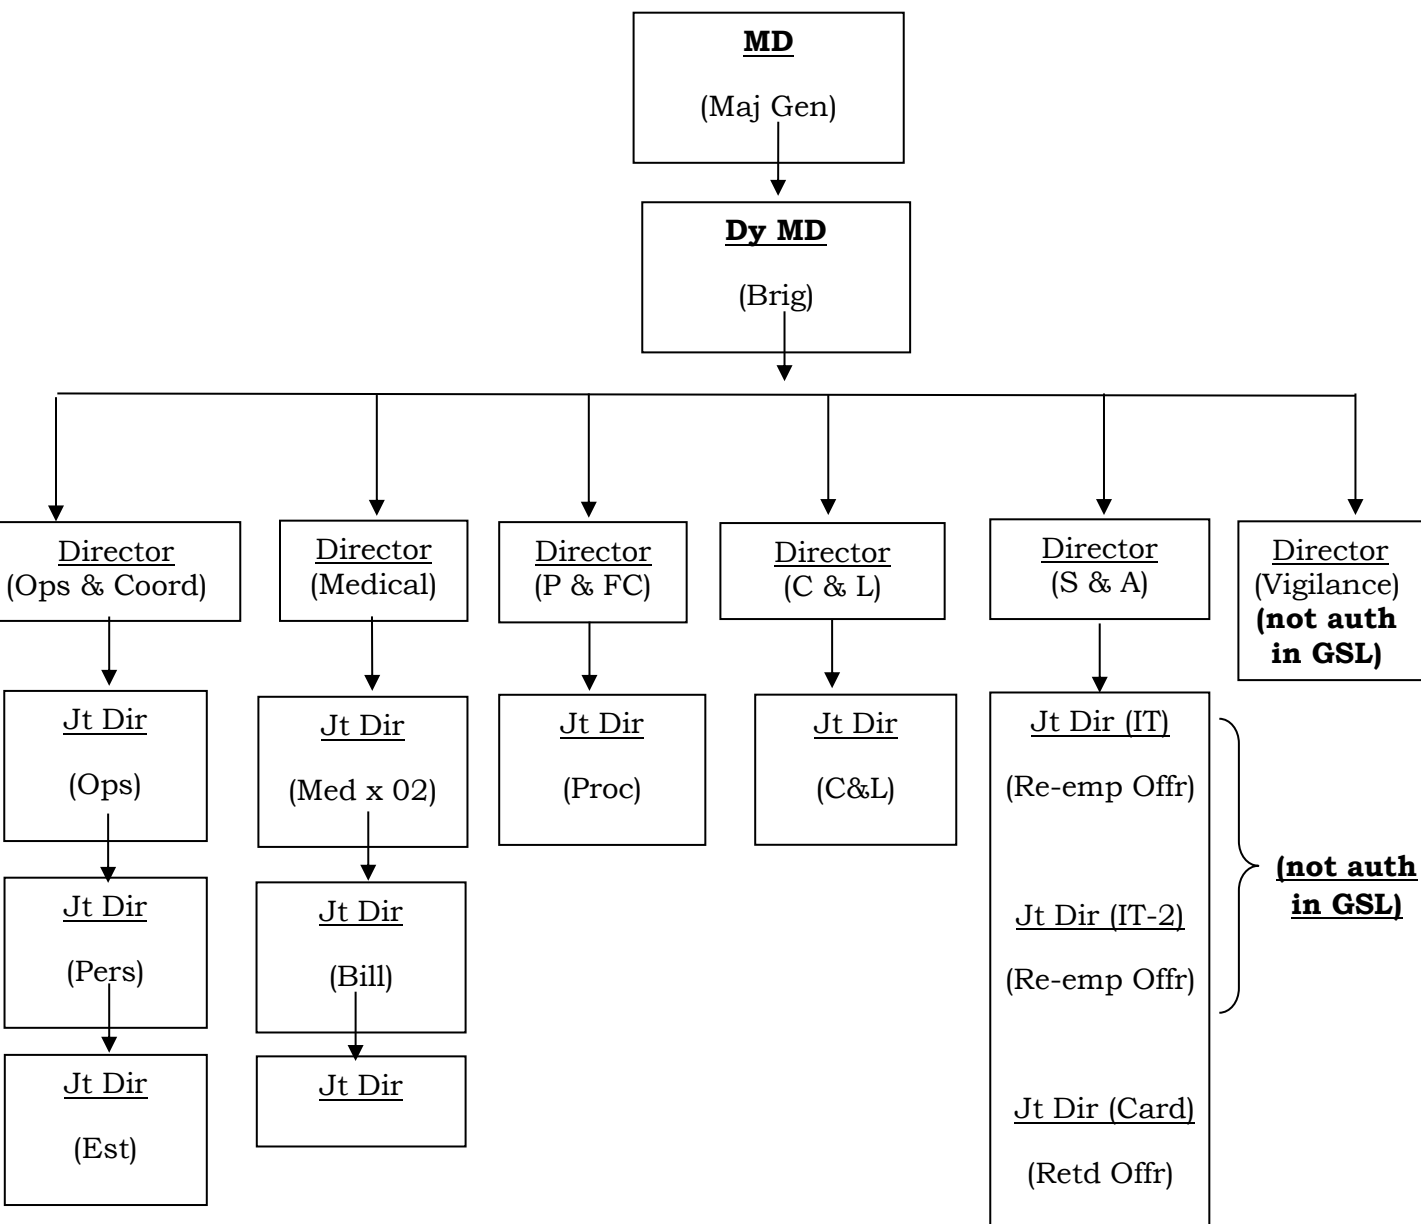 MD
(Maj Gen)
Dy MD
(Brig)
Director
(Ops & Coord)
Director
(Medical)
Director
(P & FC)
Director
(C & L)
Director
(S & A)
Director
(Vigilance)
(not auth
in GSL)
Jt Dir
(Ops)
Jt Dir
(Med x 02)
Jt Dir
(Proc)
Jt Dir
(C&L)
Jt Dir (IT)
(Re-emp Offr)
Jt Dir (IT-2)
(Re-emp Offr)
Jt Dir (Card)
(Retd Offr)
(not auth
in GSL)
Jt Dir
(Pers)
Jt Dir
(Bill)
Jt Dir
(Est)
Jt Dir